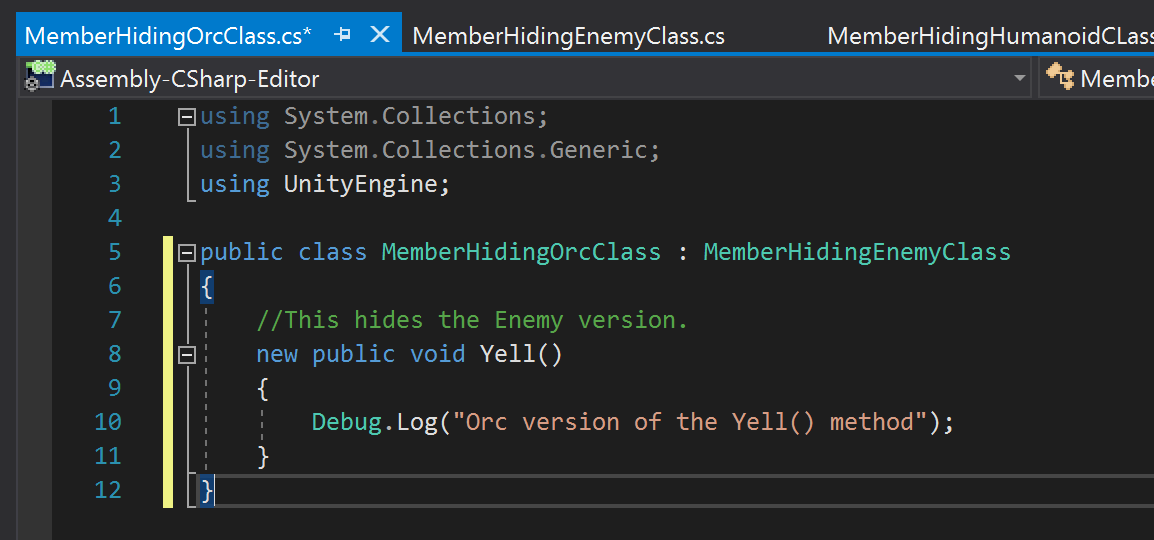 MemberHidingOrcClass.cs* MemberHidingEnemyClass.cs MemberHidingHumanoidCLass
Assembly-CSharp-Editor Membe
1 using System.Collections;
2 using System.Collections.Generic;
3 using UnityEngine;
4
5 public class MemberHidingOrcClass : MemberHidingEnemyClass
6 {
7 //This hides the Enemy version.
8 new public void Yell()
9 {
10 Debug.Log("Orc version of the Yell() method");
11 }
12 }